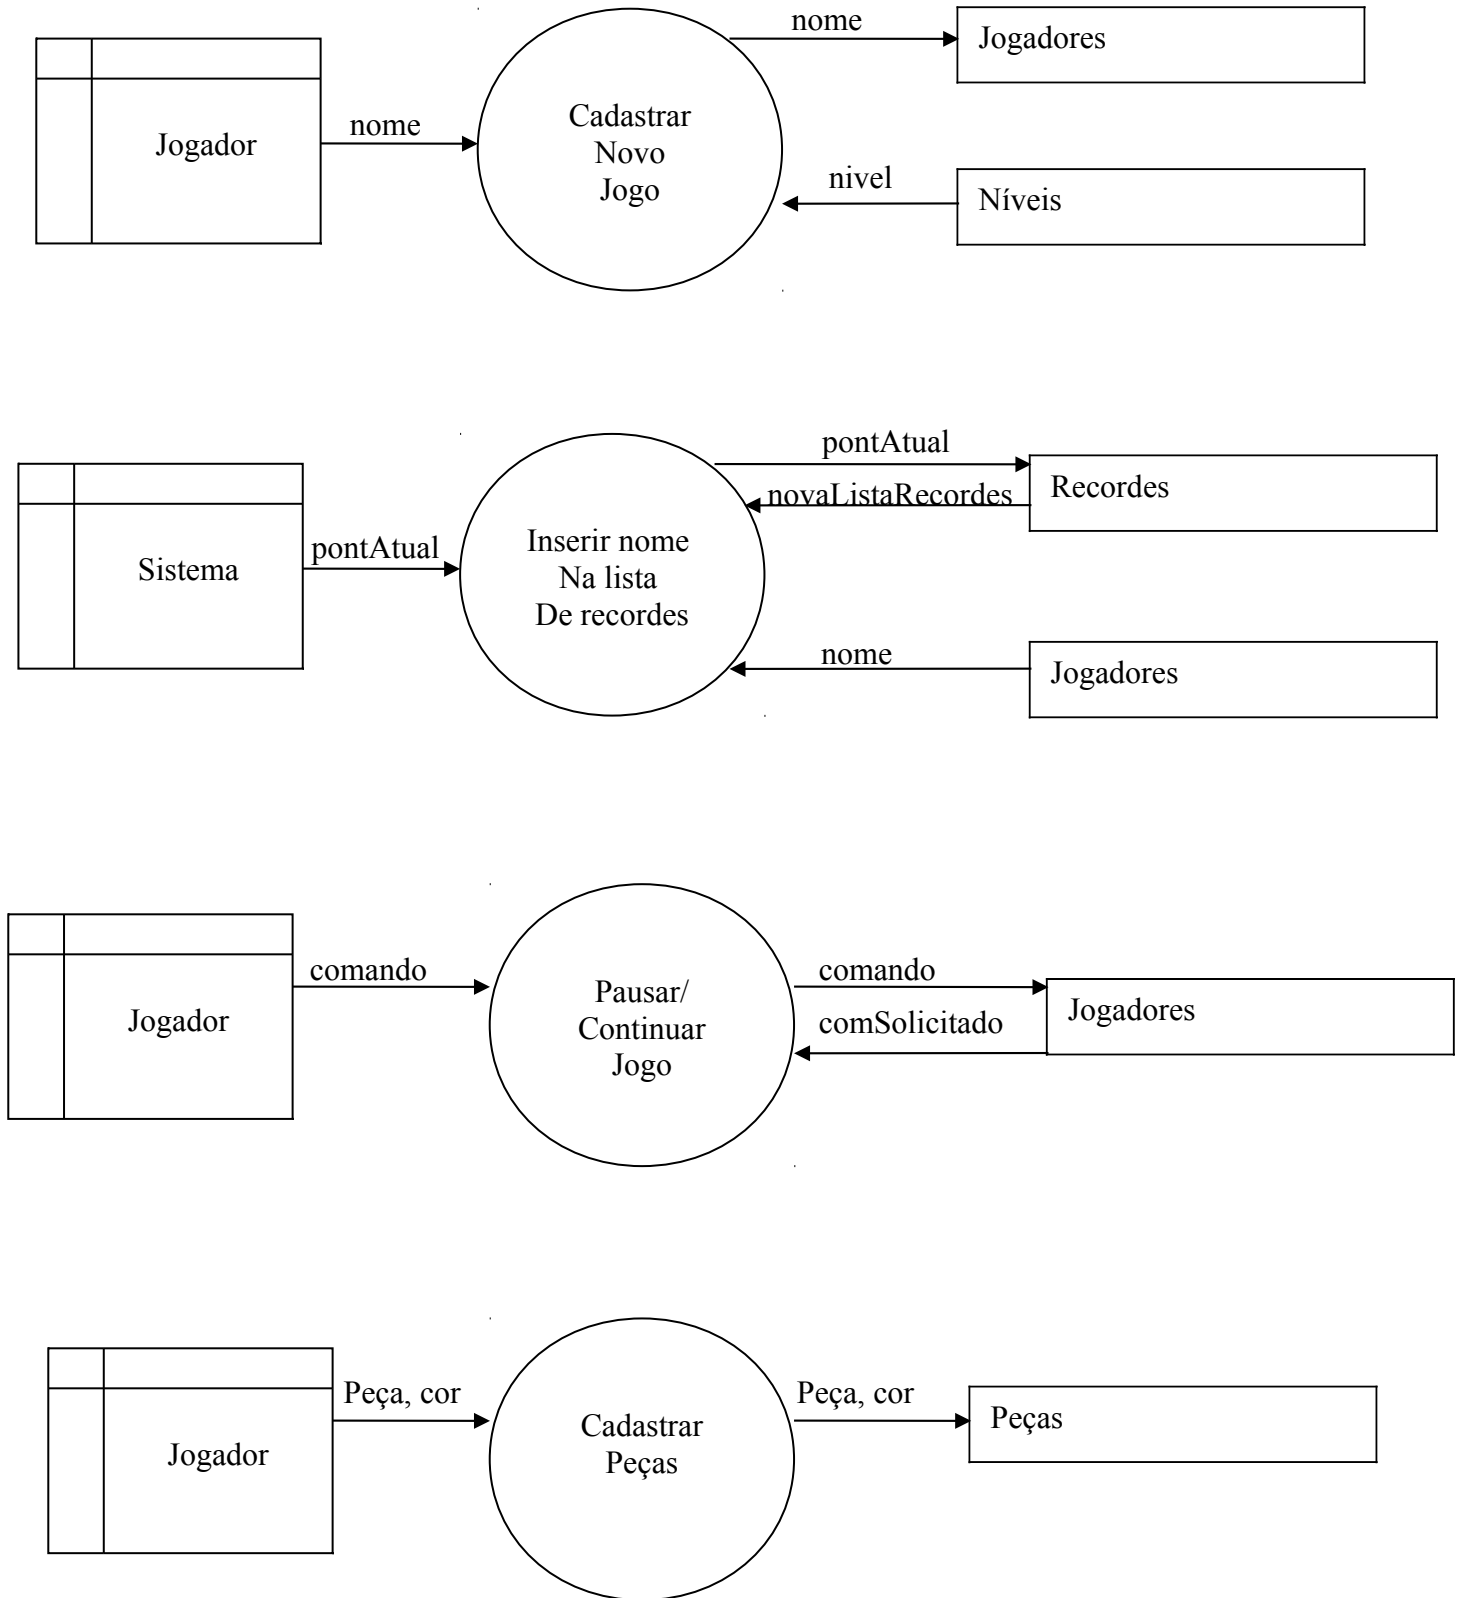 nome
Jogadores
Jogador
nome
Cadastrar
Novo
Jogo
nivel
Níveis
pontAtual
Recordes
novaListaRecordes
Sistema
pontAtual
Inserir nome
Na lista
De recordes
nome
Jogadores
Jogador
comando
Pausar/
Continuar
Jogo
comando
comSolicitado
Jogadores
Jogador
Peça, cor
Cadastrar
Peças
Peça, cor
Peças